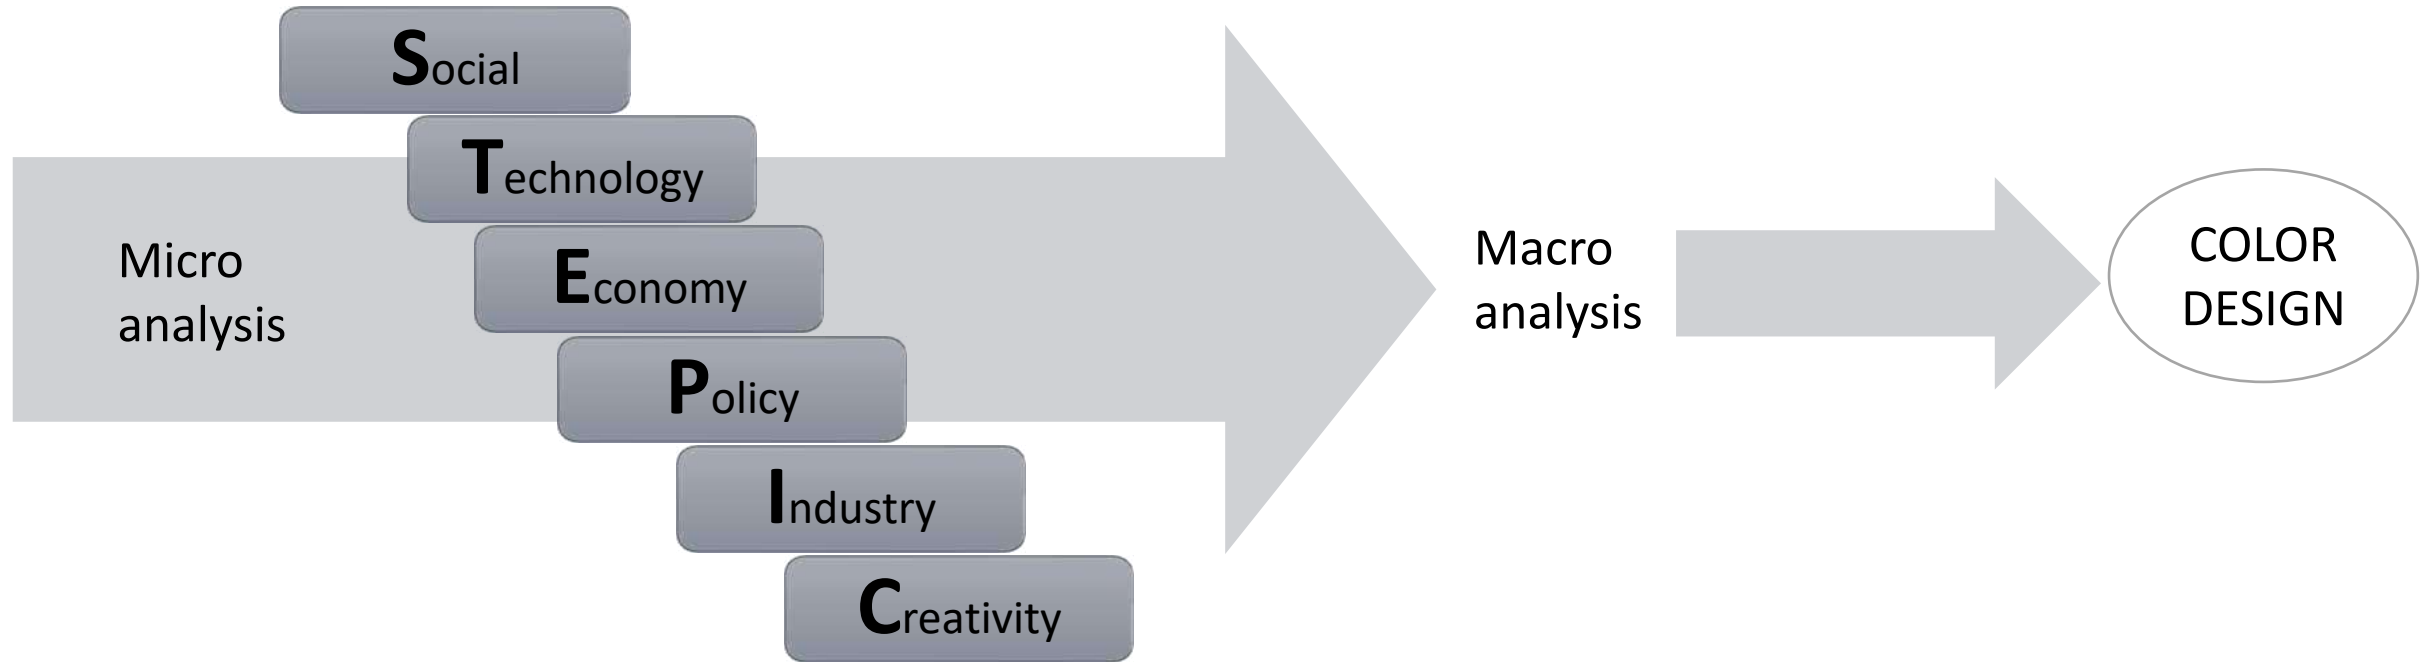 Social
Technology
Micro
analysis
Economy
Policy
Industry
Creativity
Macro
analysis
COLOR
DESIGN